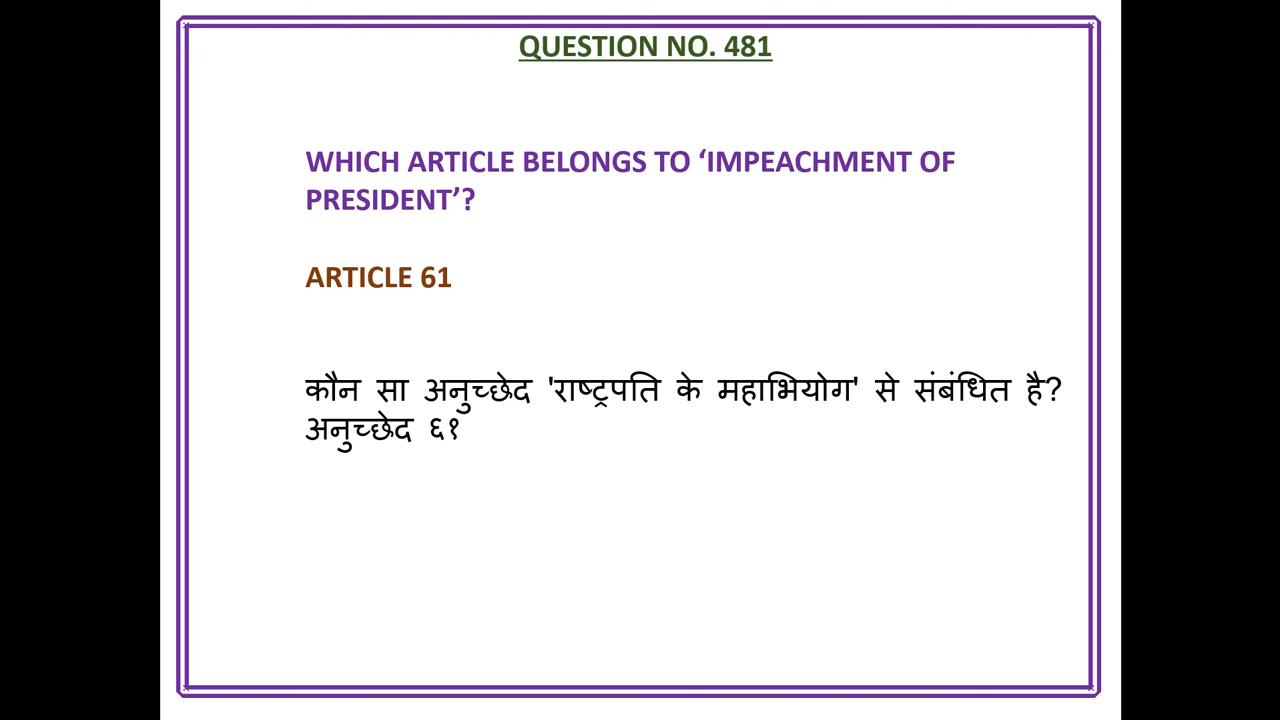 QUESTION NO. 481
WHICH ARTICLE BELONGS TO ‘IMPEACHMENT OF
PRESIDENT’?
ARTICLE 61
कौन सा अनुच्छेद 'राष्ट्रपति के महाभियोग' से संबंधित है?
अनुच्छेद ६१